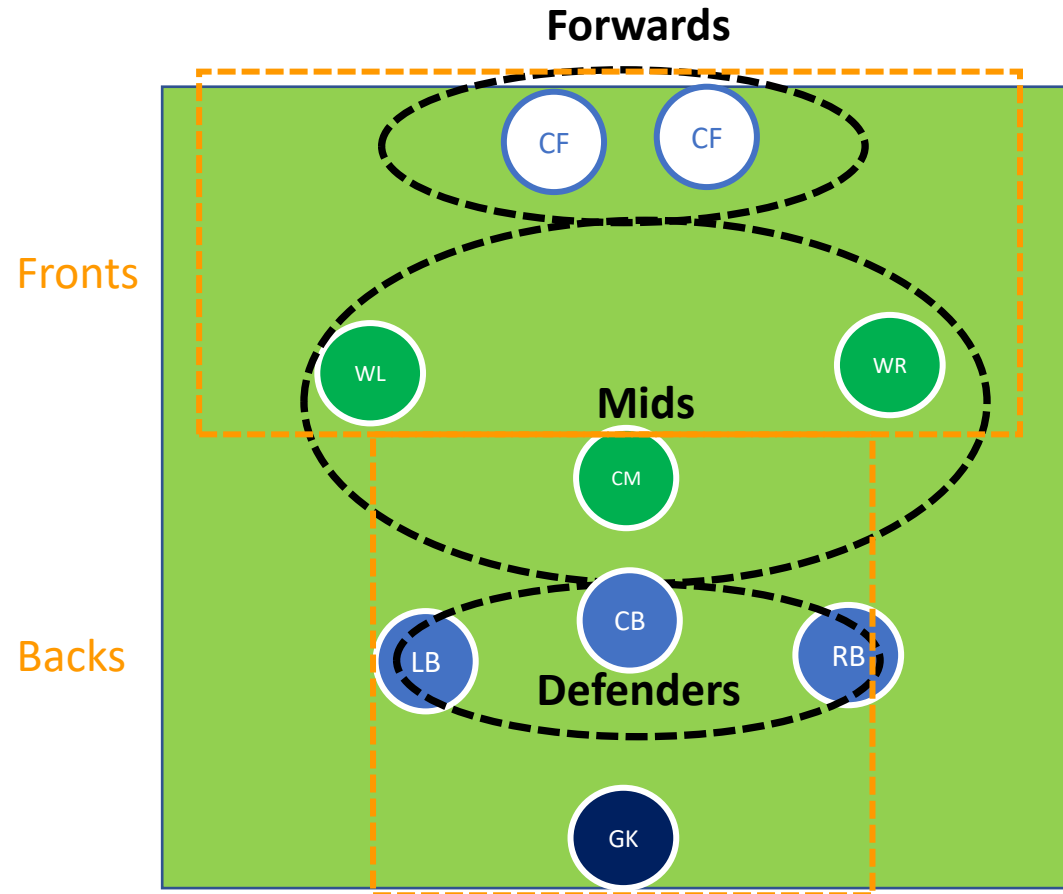 Forwards
CF CF
Fronts
WL WR
Mids
CM
CB
Backs
LB RB
Defenders
GK